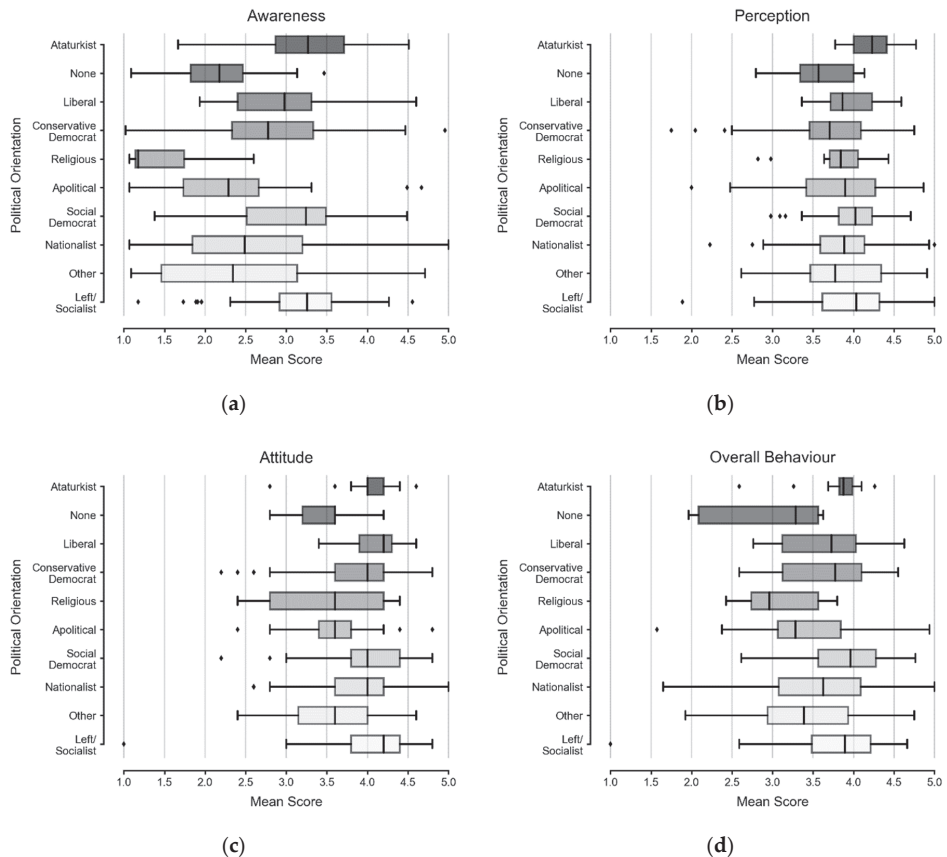 Awareness
Political Orientation
Ataturkist
None
Liberal
Conservative
Democrat
Religious
Apolitical
Social
Democrat
Nationalist
Other
Left/
Socialist
1.0 1.5 2.0 2.5 3.0 3.5 4.0 4.5 5.0
Mean Score
(a)
Perception
Political Orientation
Ataturkist
None
Liberal
Conservative
Democrat
Religious
Apolitical
Social
Democrat
Nationalist
Other
Left/
Socialist
1.0 1.5 2.0 2.5 3.0 3.5 4.0 4.5 5.0
Mean Score
(b)
Attitude
Political Orientation
Ataturkist
None
Liberal
Conservative
Democrat
Religious
Apolitical
Social
Democrat
Nationalist
Other
Left/
Socialist
1.0 1.5 2.0 2.5 3.0 3.5 4.0 4.5 5.0
Mean Score
(c)
Overall Behaviour
Political Orientation
Ataturkist
None
Liberal
Conservative
Democrat
Religious
Apolitical
Social
Democrat
Nationalist
Other
Left/
Socialist
1.0 1.5 2.0 2.5 3.0 3.5 4.0 4.5 5.0
Mean Score
(d)